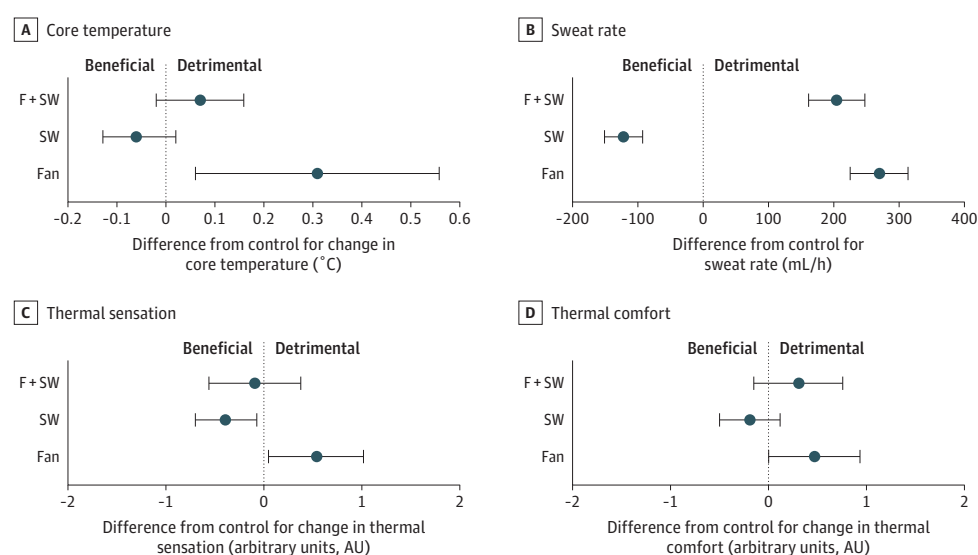 A Core temperature
Beneficial Detrimental
F + SW
SW
Fan
-0.2 -0.1 0 0.1 0.2 0.3 0.4 0.5 0.6
Difference from control for change in
core temperature (˚C)
B Sweat rate
Beneficial Detrimental
F + SW
SW
Fan
-200 -100 0 100 200 300 400
Difference from control for
sweat rate (mL/h)
C Thermal sensation
Beneficial Detrimental
F + SW
SW
Fan
-2 -1 0 1 2
Difference from control for change in thermal
sensation (arbitrary units, AU)
D Thermal comfort
Beneficial Detrimental
F + SW
SW
Fan
-2 -1 0 1 2
Difference from control for change in thermal
comfort (arbitrary units, AU)